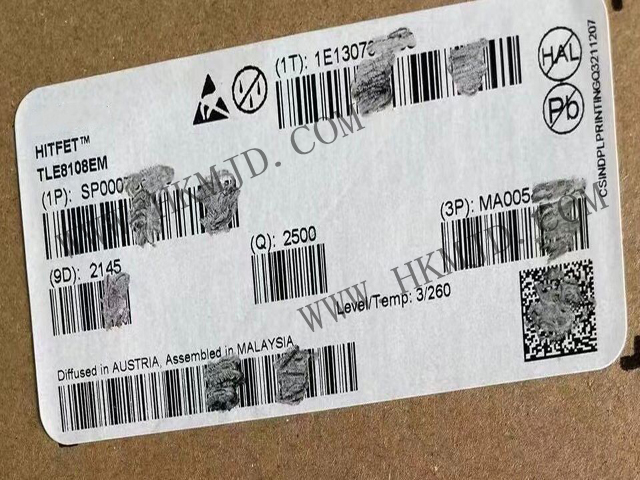 (1T): 1E1307
HAL
Pb
HITFET™
TLE8108EM
(1P): SP000
(3P): MA005
(9D): 2145
(Q): 2500
Level/Temp: 3/260
Diffused in AUSTRIA, Assembled in MALAYSIA
CSINDPLPRINTINGQ3211207
WWW.HKMJD.COM
WWW.HKMJD.COM